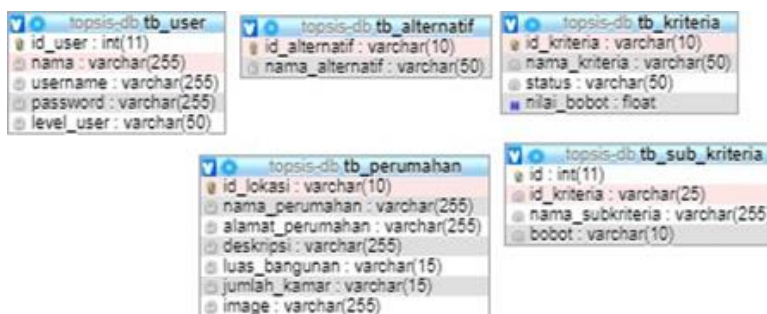 topsis-db tb_user
id_user : int(11)
nama : varchar(255)
username : varchar(255)
password : varchar(255)
level_user : varchar(50)
topsis-db tb_alternatif
id_alternatif : varchar(10)
nama_alternatif : varchar(50)
topsis-db tb_kriteria
id_kriteria : varchar(10)
nama_kriteria : varchar(50)
status : varchar(50)
nilai_bobot : float
topsis-db tb_perumahan
id_lokasi : varchar(10)
nama_perumahan : varchar(255)
alamat_perumahan : varchar(255)
deskripsi : varchar(255)
luas_bangunan : varchar(15)
jumlah_kamar : varchar(15)
image : varchar(255)
topsis-db tb_sub_kriteria
id : int(11)
id_kriteria : varchar(25)
nama_subkriteria : varchar(255
bobot : varchar(10)